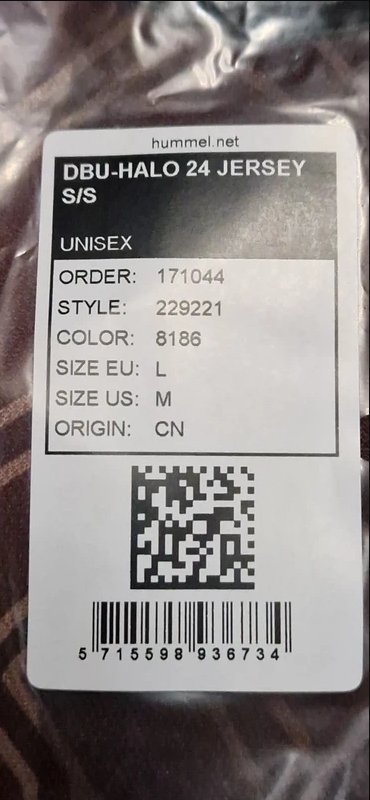 hummel.net
DBU-HALO 24 JERSEY
S/S
UNISEX
ORDER: 171044
STYLE: 229221
COLOR: 8186
SIZE EU: L
SIZE US: M
ORIGIN: CN
5 715598 936734